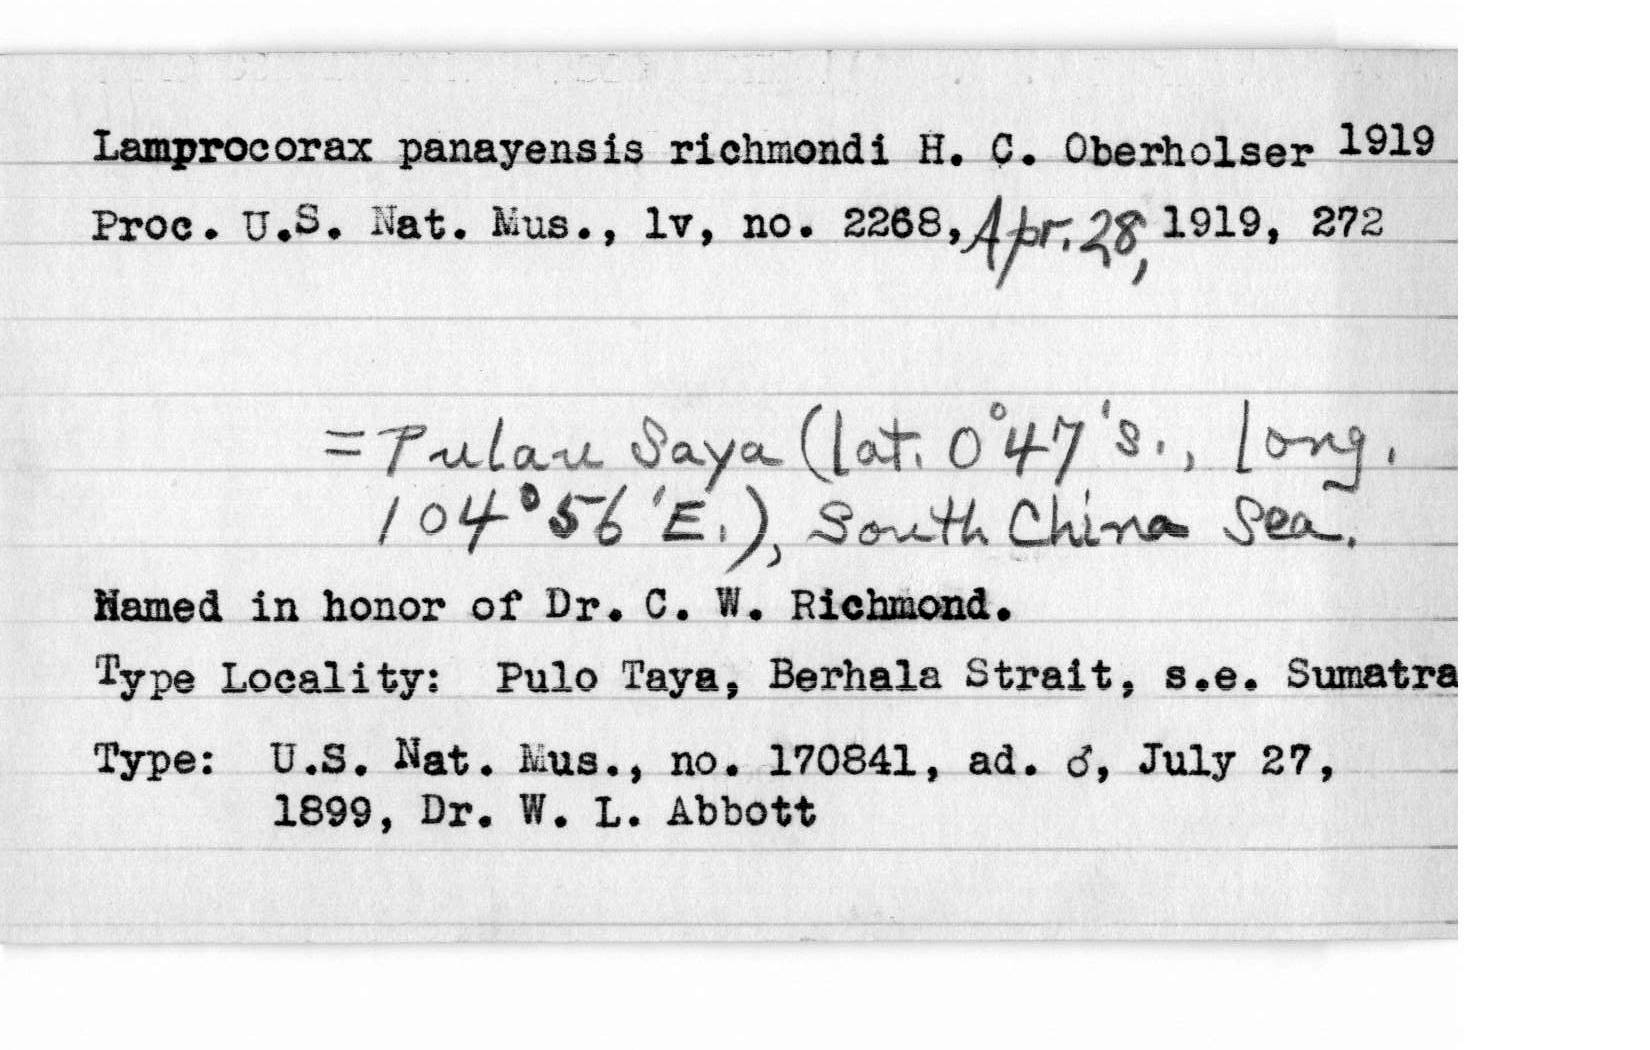 Lamprocorax panayensis richmondi H. C. Oberholser 1919
Proc. U.S. Nat. Mus., lv, no. 2268, Apr. 28, 1919, 272
= Pulau Saya (lat. 0°47's., long.
104°56'E.), South China Sea.
Named in honor of Dr. C. W. Richmond.
Type Locality: Pulo Taya, Berhala Strait, s.e. Sumatra
Type: U.S. Nat. Mus., no. 170841, ad. ♂, July 27,
1899, Dr. W. L. Abbott